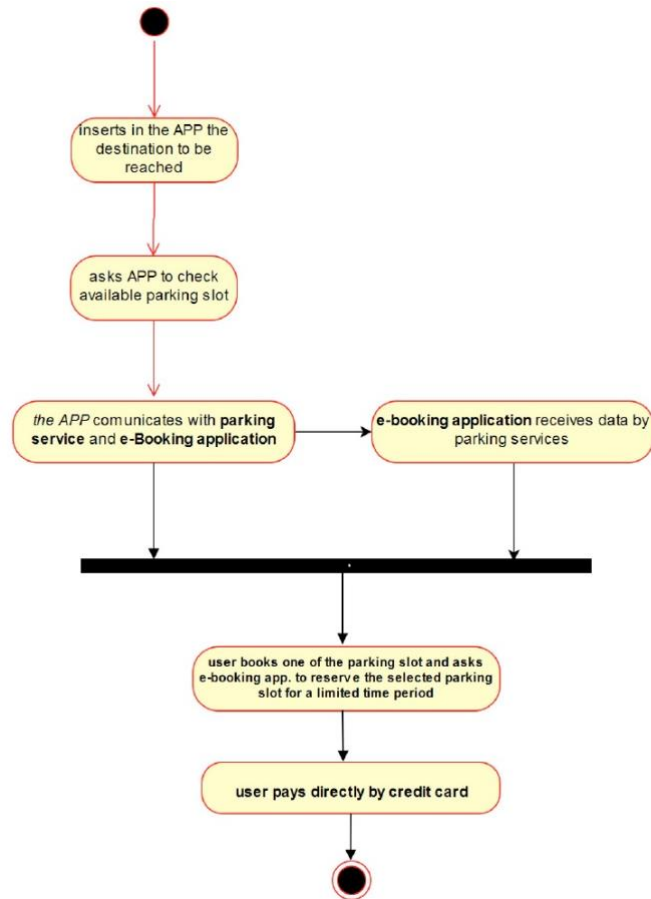 inserts in the APP the
destination to be
reached
asks APP to check
available parking slot
the APP comunicates with parking
service and e-Booking application
e-booking application receives data by
parking services
user books one of the parking slot and asks
e-booking app. to reserve the selected parking
slot for a limited time period
user pays directly by credit card